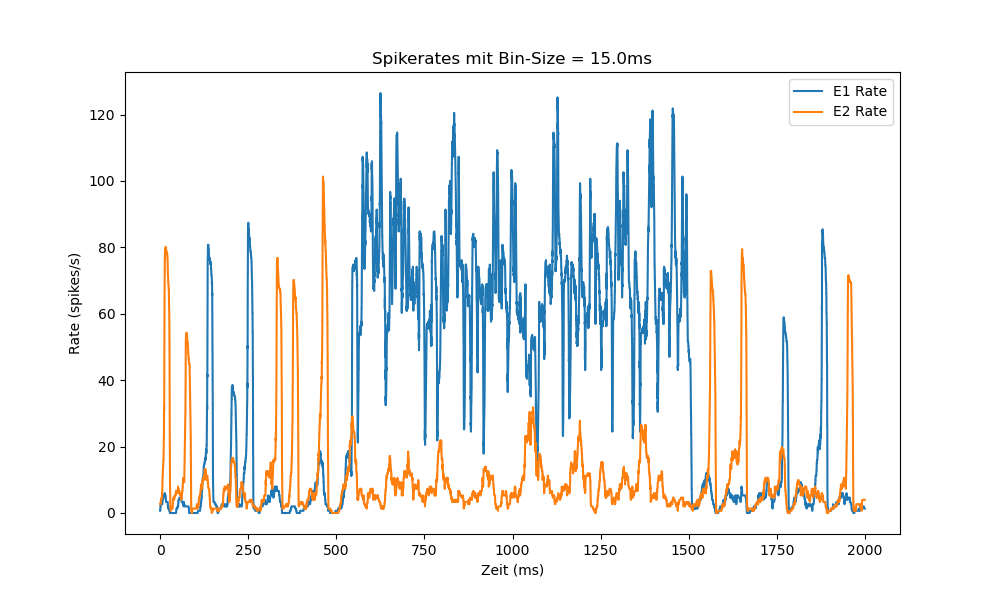 Spikerates mit Bin-Size = 15.0ms
E1 Rate
E2 Rate
Rate (spikes/s)
120
100
80
60
40
20
0
0 250 500 750 1000 1250 1500 1750 2000
Zeit (ms)